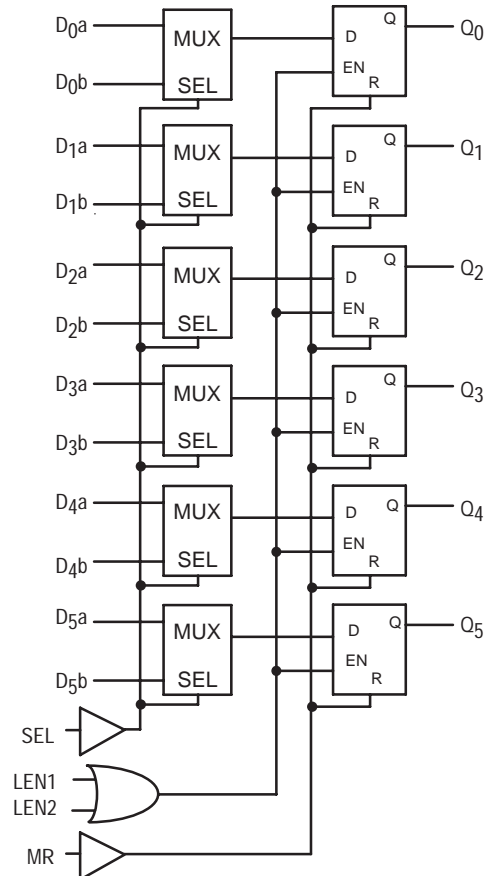 D0a MUX D Q Q0
D0b SEL EN R
D1a MUX D Q Q1
D1b SEL EN R
D2a MUX D Q Q2
D2b SEL EN R
D3a MUX D Q Q3
D3b SEL EN R
D4a MUX D Q Q4
D4b SEL EN R
D5a MUX D Q Q5
D5b SEL EN R
SEL
LEN1
LEN2
MR